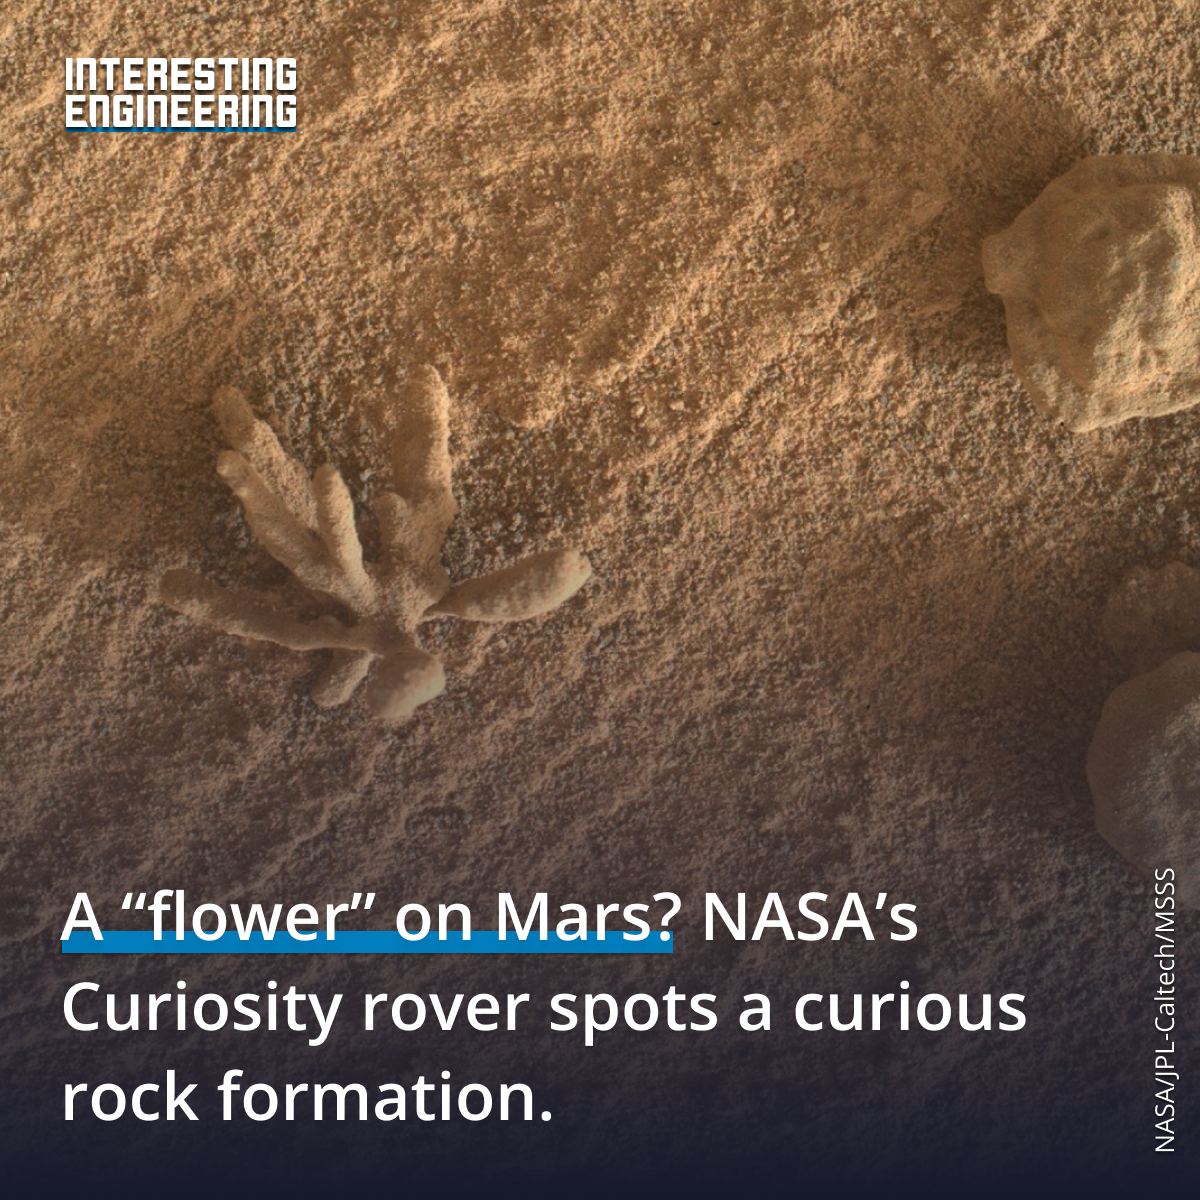 INTERESTING
ENGINEERING
A “flower” on Mars? NASA’s
Curiosity rover spots a curious
rock formation.
NASA/JPL-Caltech/MSSS